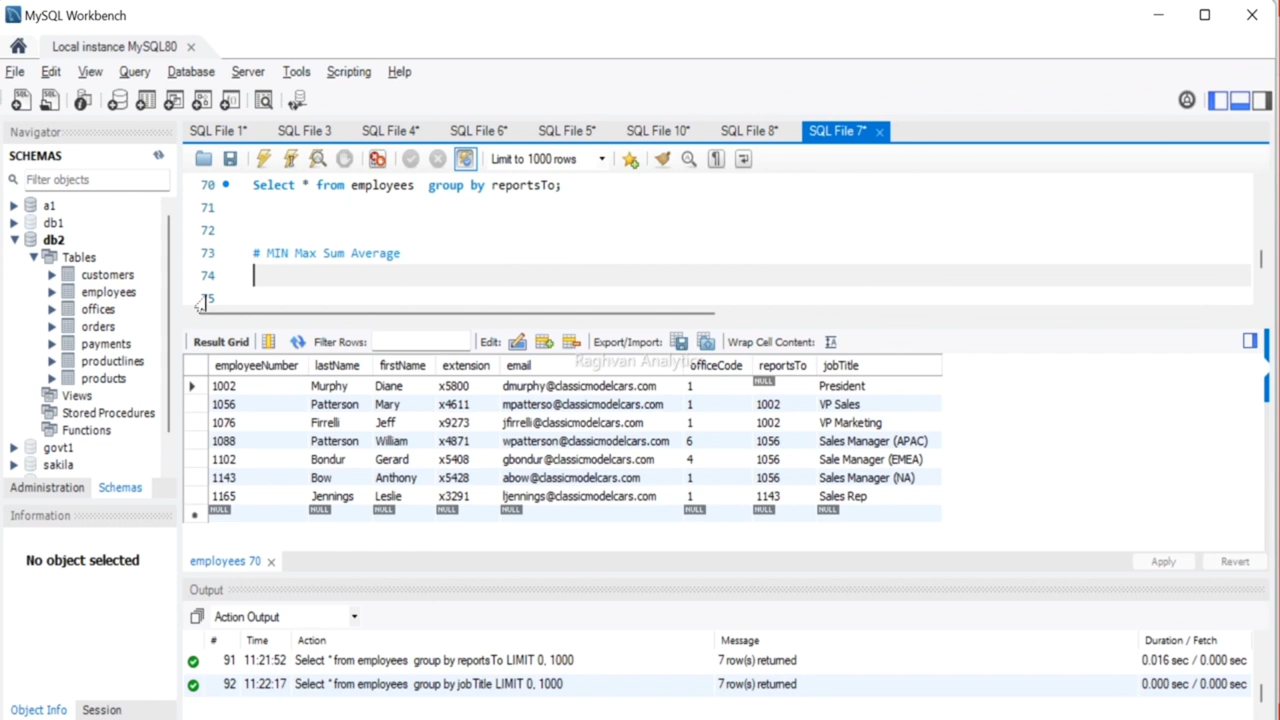 MySQL Workbench
Local instance MySQL80
File Edit View Query Database Server Tools Scripting Help
Navigator
SQL File 1* SQL File 3 SQL File 4* SQL File 6* SQL File 5* SQL File 10* SQL File 8* SQL File 7*
SCHEMAS
Limit to 1000 rows
Filter objects
a1
db1
db2
Tables
customers
employees
offices
orders
payments
productlines
products
Views
Stored Procedures
Functions
govt1
sakila
Administration Schemas
Information
No object selected
Object Info Session
70 Select * from employees  group by reportsTo;
71
72
73 # MIN Max Sum Average
74
75
Result Grid Filter Rows: Edit: Export/Import: Wrap Cell Content:
Raghvan Analytics
employeeNumber lastName firstName extension email officeCode reportsTo jobTitle
1002 Murphy Diane x5800 dmurphy@classicmodelcars.com 1 NULL President
1056 Patterson Mary x4611 mpatterso@classicmodelcars.com 1 1002 VP Sales
1076 Firrelli Jeff x9273 jfirrelli@classicmodelcars.com 1 1002 VP Marketing
1088 Patterson William x4871 wpatterson@classicmodelcars.com 6 1056 Sales Manager (APAC)
1102 Bondur Gerard x5408 gbondur@classicmodelcars.com 4 1056 Sale Manager (EMEA)
1143 Bow Anthony x5428 abow@classicmodelcars.com 1 1056 Sales Manager (NA)
1165 Jennings Leslie x3291 ljennings@classicmodelcars.com 1 1143 Sales Rep
NULL NULL NULL NULL NULL NULL NULL NULL
employees 70 Apply Revert
Output
Action Output
# Time Action Message Duration / Fetch
91 11:21:52 Select * from employees  group by reportsTo LIMIT 0, 1000 7 row(s) returned 0.016 sec / 0.000 sec
92 11:22:17 Select * from employees  group by jobTitle LIMIT 0, 1000 7 row(s) returned 0.000 sec / 0.000 sec